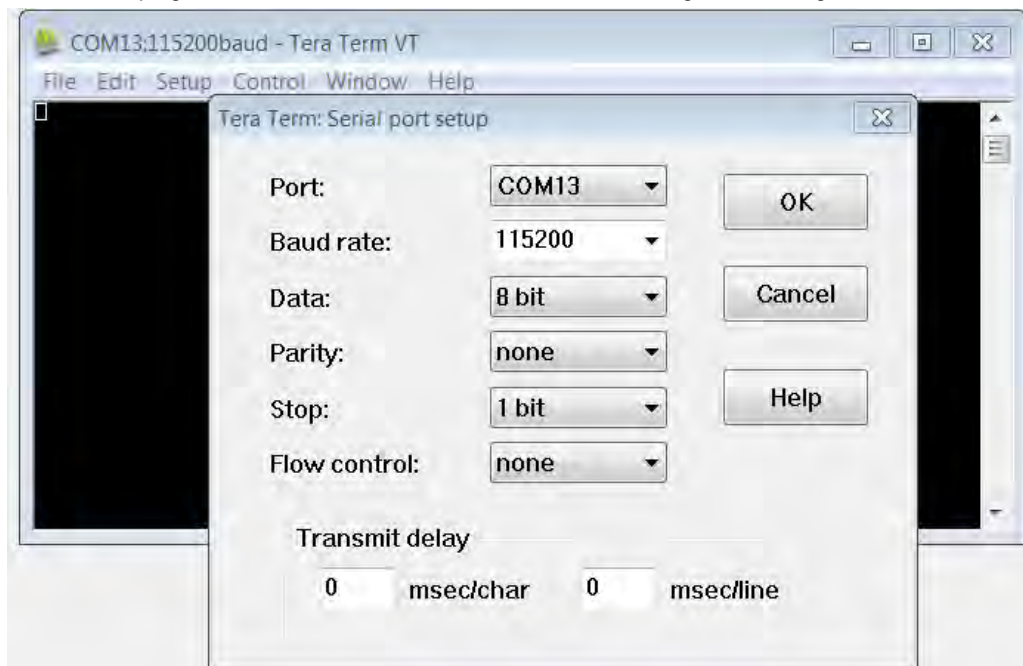 COM13:115200baud - Tera Term VT
File Edit Setup Control Window Help
Tera Term: Serial port setup
Port: COM13 OK
Baud rate: 115200
Data: 8 bit Cancel
Parity: none
Stop: 1 bit Help
Flow control: none
Transmit delay
0 msec/char 0 msec/line